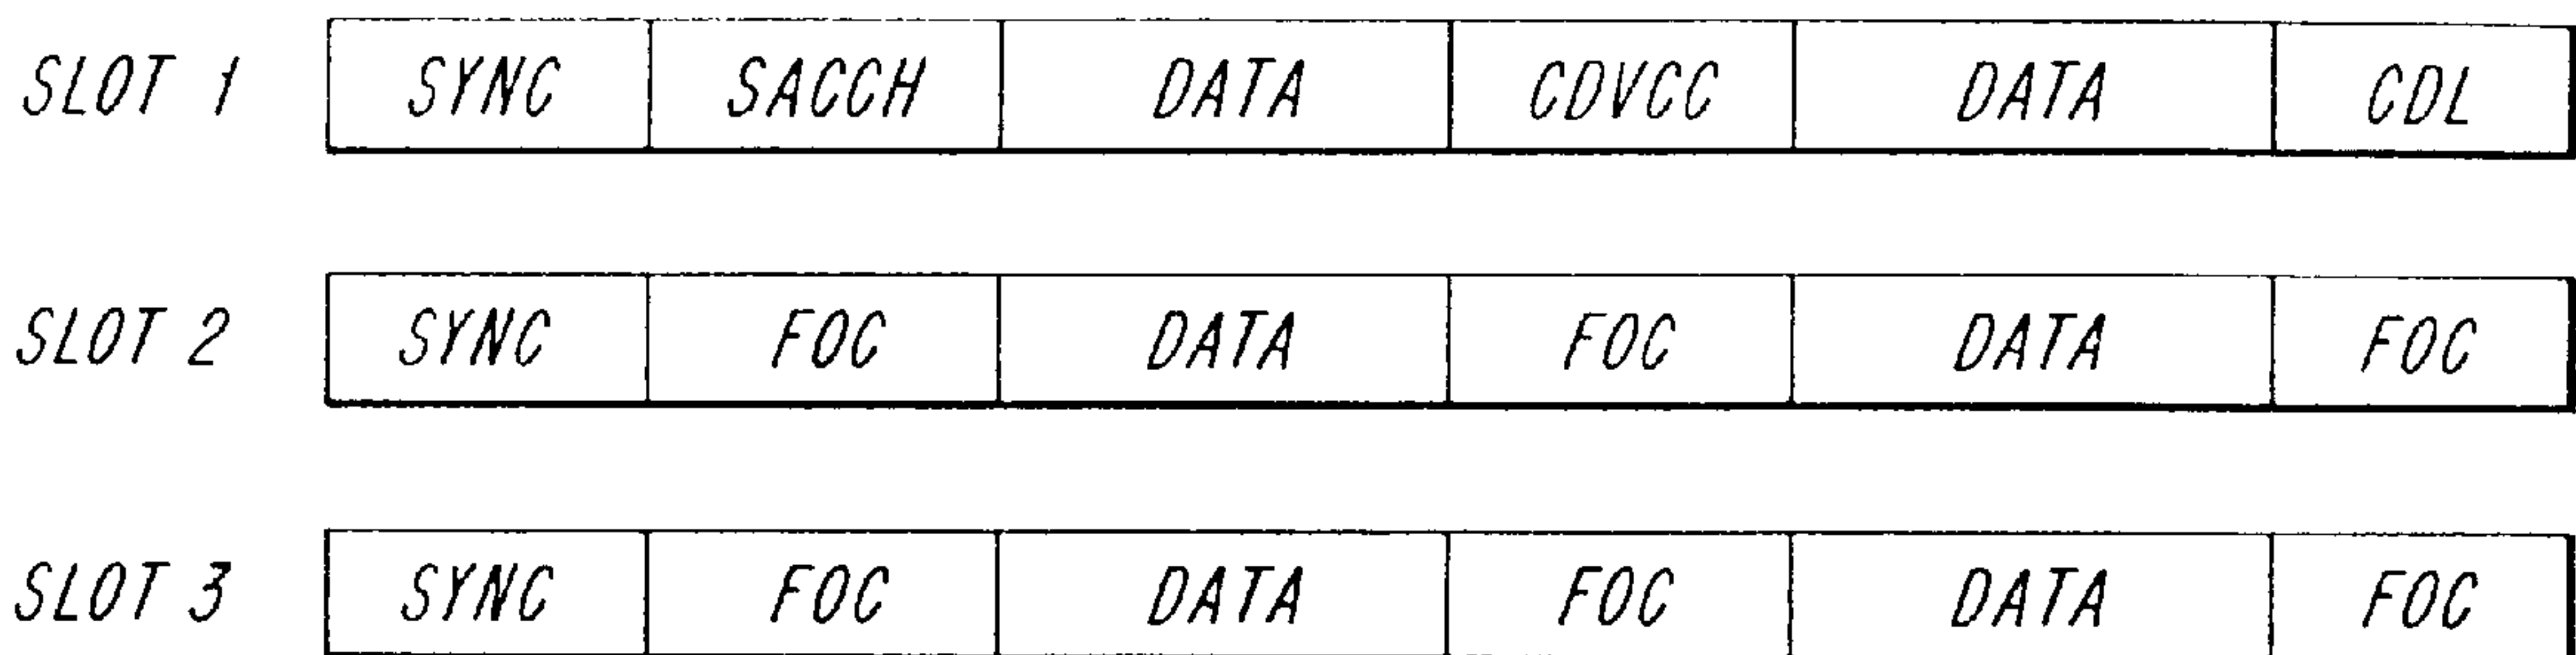 SLOT 1 SYNC SACCH DATA CDVCC DATA CDL
SLOT 2 SYNC FOC DATA FOC DATA FOC
SLOT 3 SYNC FOC DATA FOC DATA FOC